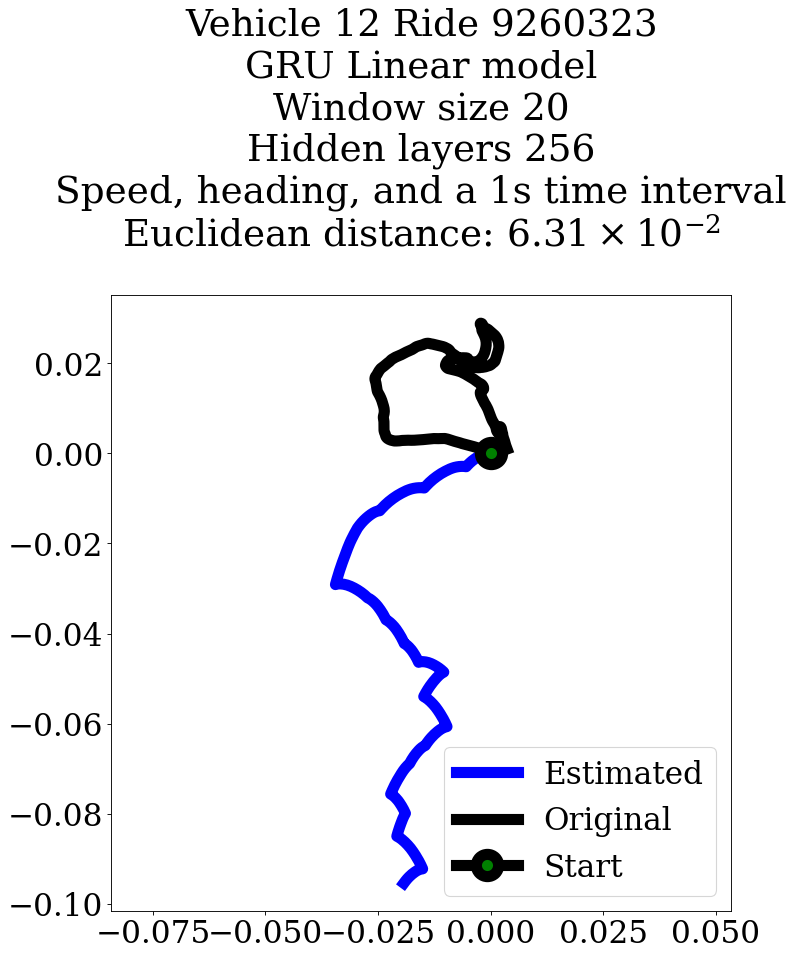 Vehicle 12 Ride 9260323
GRU Linear model
Window size 20
Hidden layers 256
Speed, heading, and a 1s time interval
Euclidean distance: 6.31 × 10⁻²
0.02
0.00
−0.02
−0.04
−0.06
−0.08
−0.10
Estimated
Original
Start
−0.075 −0.050 −0.025 0.000 0.025 0.050